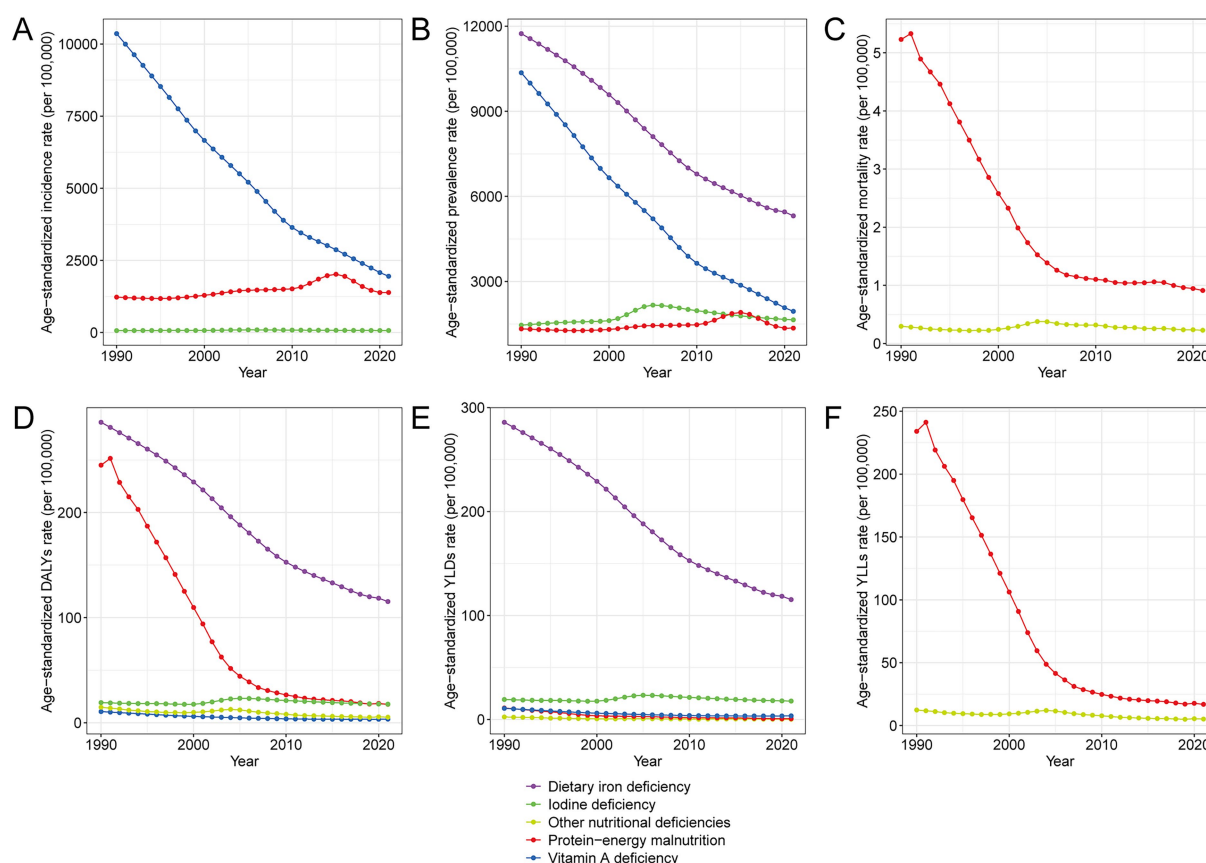 A
Age−standardized incidence rate (per 100,000)
10000
7500
5000
2500
0
1990
2000
2010
2020
Year
B
Age−standardized prevalence rate (per 100,000)
12000
9000
6000
3000
1990
2000
2010
2020
Year
C
Age−standardized mortality rate (per 100,000)
5
4
3
2
1
0
1990
2000
2010
2020
Year
D
Age−standardized DALYs rate (per 100,000)
200
100
0
1990
2000
2010
2020
Year
E
Age−standardized YLDs rate (per 100,000)
300
200
100
0
1990
2000
2010
2020
Year
F
Age−standardized YLLs rate (per 100,000)
250
200
150
100
50
0
1990
2000
2010
2020
Year
Dietary iron deficiency
Iodine deficiency
Other nutritional deficiencies
Protein−energy malnutrition
Vitamin A deficiency